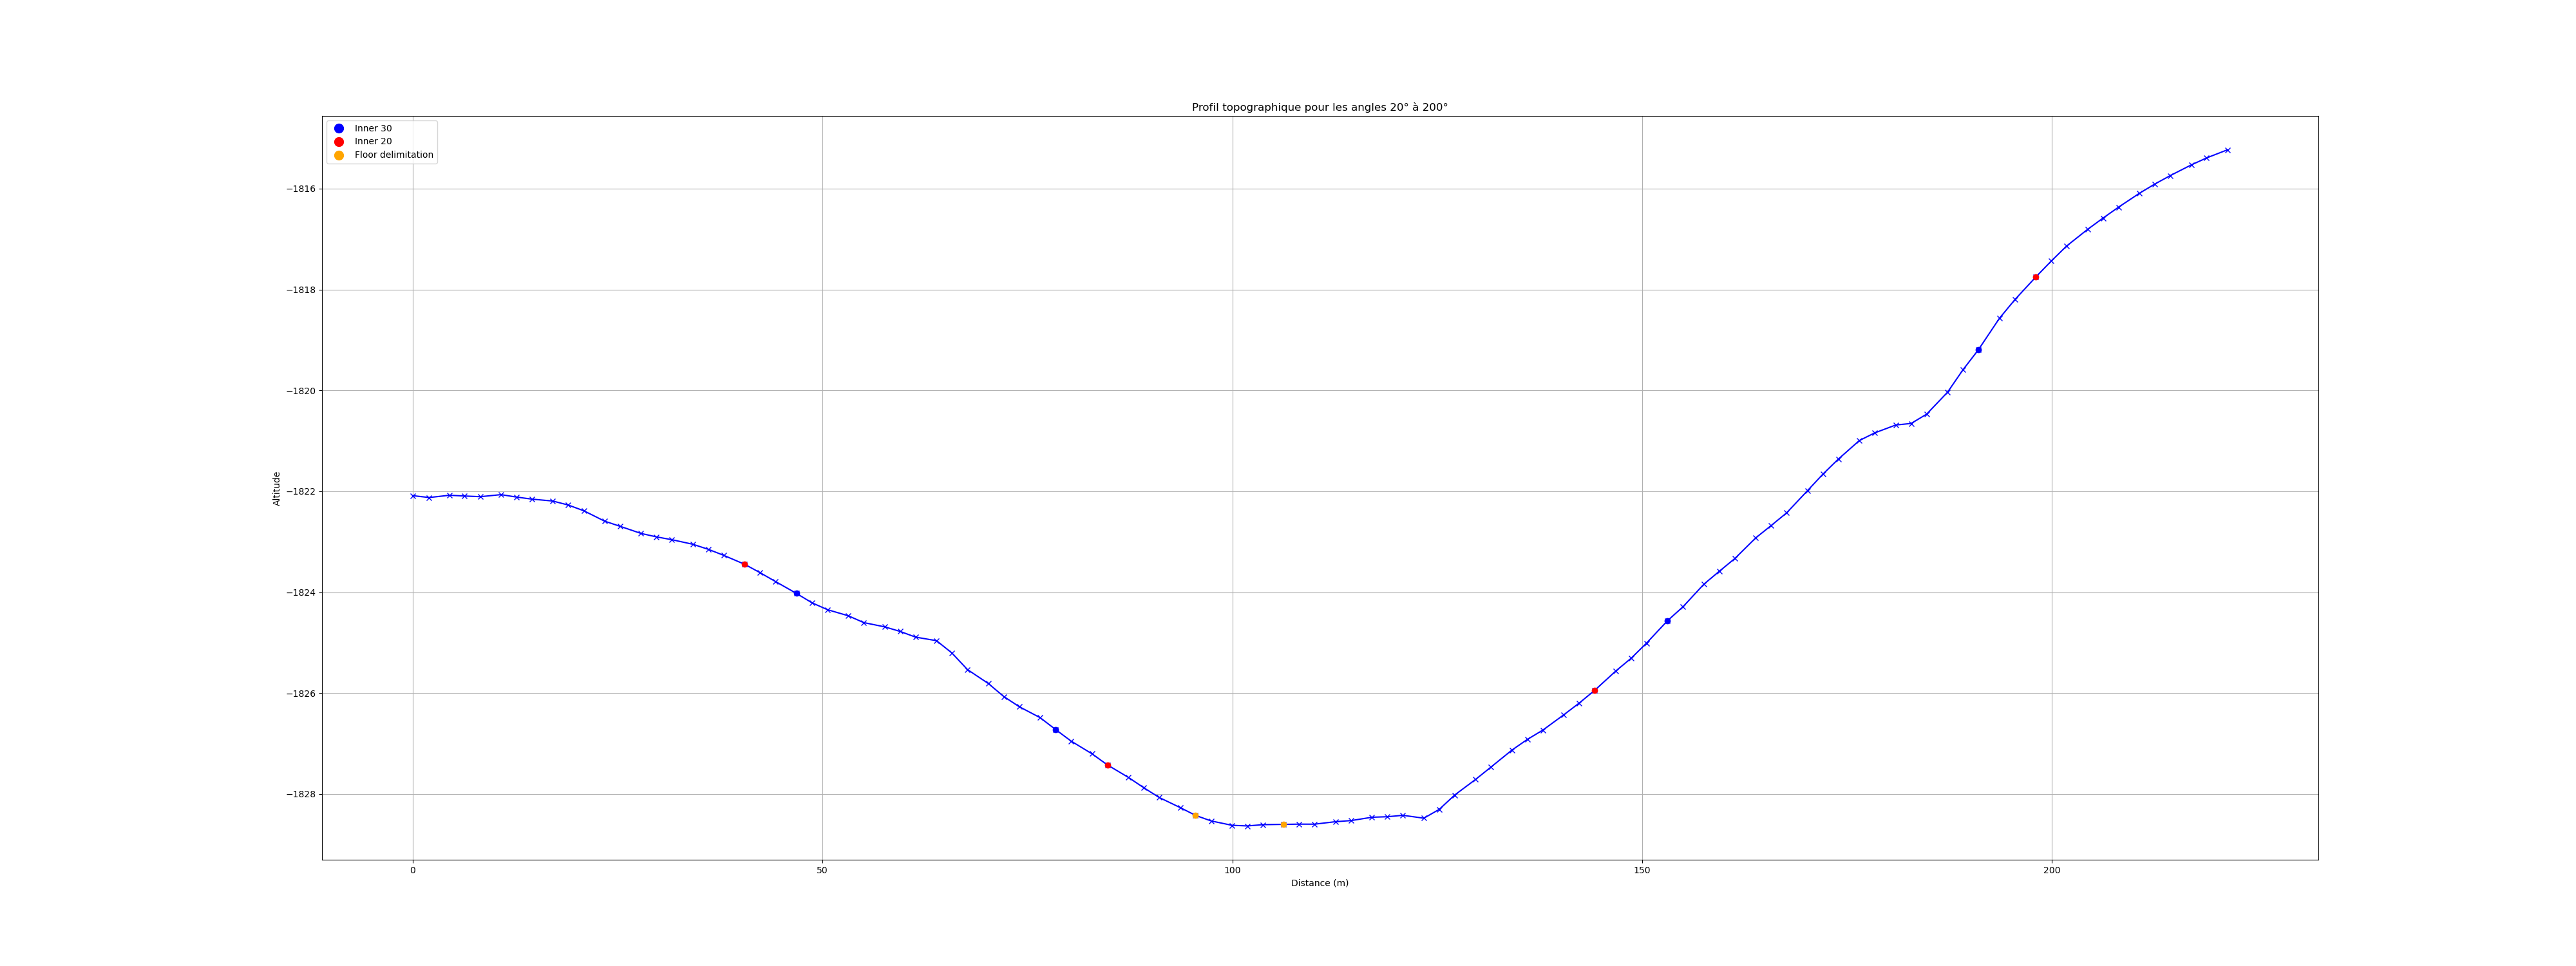 Profil topographique pour les angles 20° à 200°
Inner 30
Inner 20
Floor delimitation
−1816
−1818
−1820
−1822
−1824
−1826
−1828
Altitude
0 50 100 150 200
Distance (m)